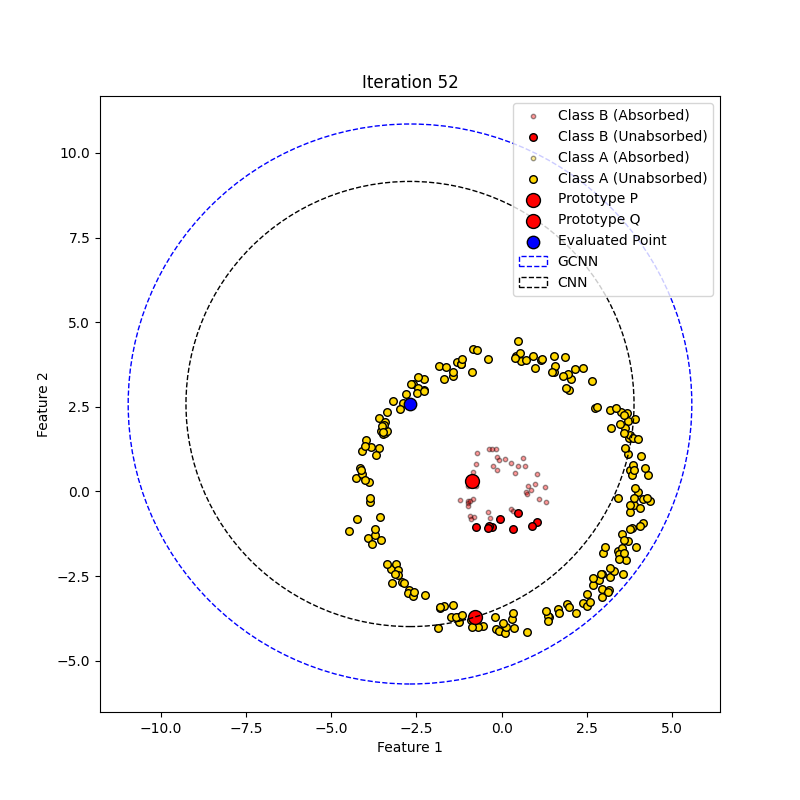 Iteration 52
Class B (Absorbed)
Class B (Unabsorbed)
Class A (Absorbed)
Class A (Unabsorbed)
Prototype P
Prototype Q
Evaluated Point
GCNN
CNN
10.0
7.5
5.0
2.5
0.0
−2.5
−5.0
Feature 2
−10.0 −7.5 −5.0 −2.5 0.0 2.5 5.0
Feature 1